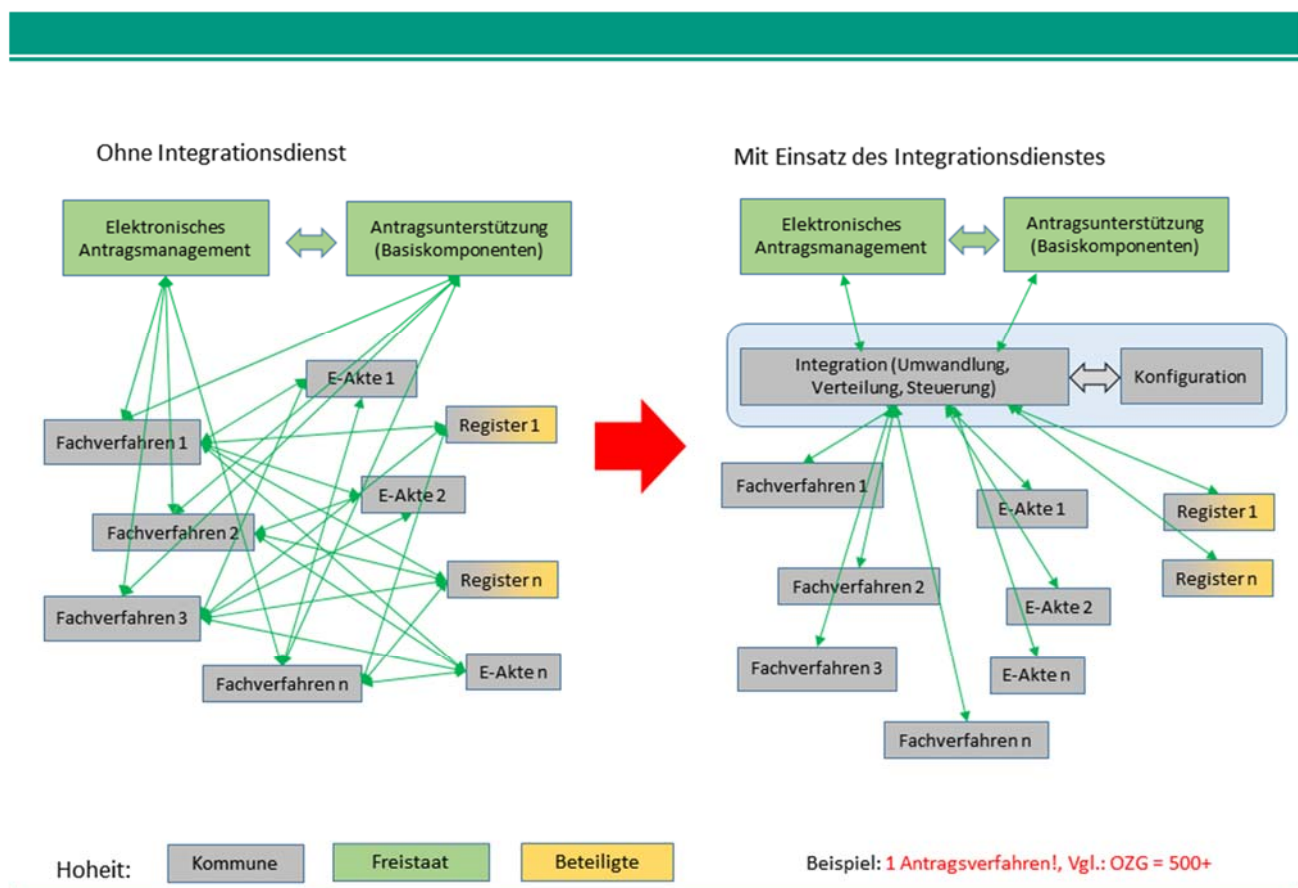 Ohne Integrationsdienst
Elektronisches
Antragsmanagement
Antragsunterstützung
(Basiskomponenten)
E-Akte 1
Fachverfahren 1
Register 1
E-Akte 2
Fachverfahren 2
Register n
Fachverfahren 3
E-Akte n
Fachverfahren n
Mit Einsatz des Integrationsdienstes
Elektronisches
Antragsmanagement
Antragsunterstützung
(Basiskomponenten)
Integration (Umwandlung,
Verteilung, Steuerung)
Konfiguration
Fachverfahren 1
E-Akte 1
Register 1
Fachverfahren 2
Register n
E-Akte 2
Fachverfahren 3
E-Akte n
Fachverfahren n
Hoheit:
Kommune
Freistaat
Beteiligte
Beispiel: 1 Antragsverfahren!, Vgl.: OZG = 500+